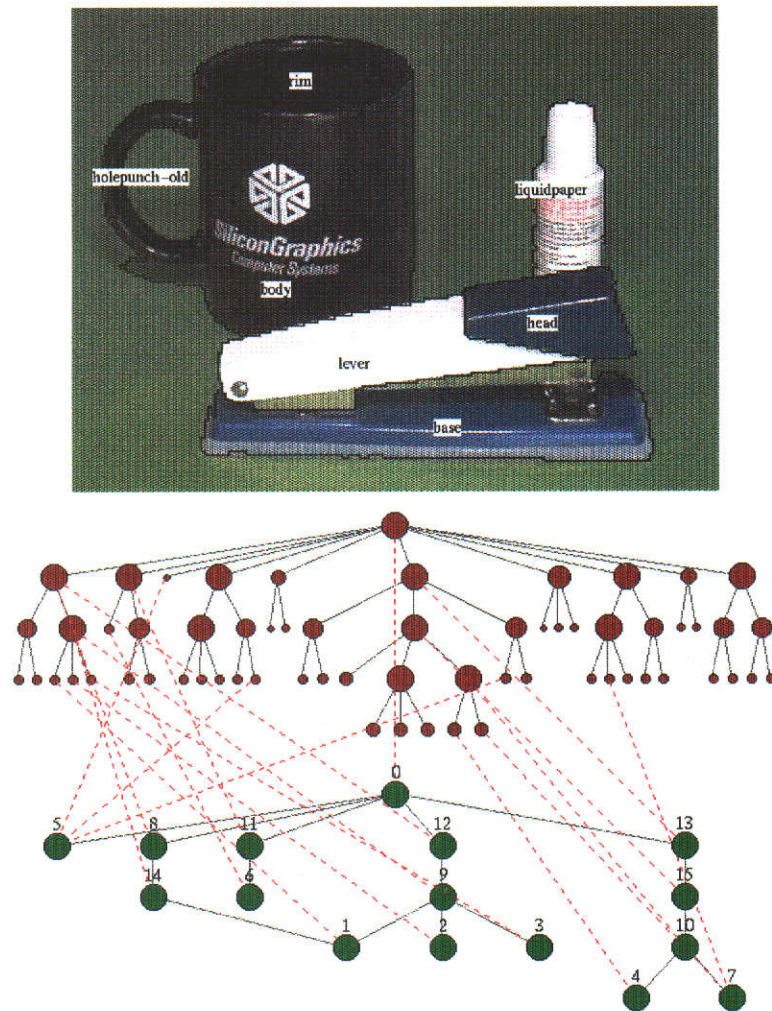 rim
holepunch-old
liquidpaper
SiliconGraphics
Computer Systems
body
head
lever
base
0
5 8 11 12 13
14 6 9 15
1 2 3 10
4 7